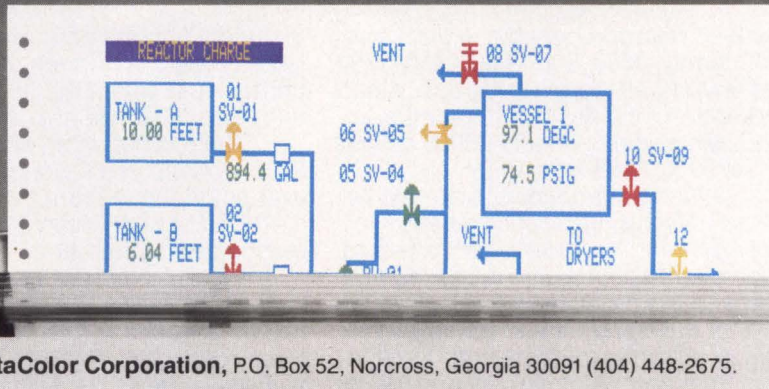 REACTOR CHARGE
VENT
08 SV-07
01
SV-01
TANK - A
10.00 FEET
894.4 GAL
06 SV-05
05 SV-04
VESSEL 1
97.1 DEGC
74.5 PSIG
10 SV-09
02
SV-02
TANK - B
6.04 FEET
VENT
TO
DRYERS
12
taColor Corporation, P.O. Box 52, Norcross, Georgia 30091 (404) 448-2675.